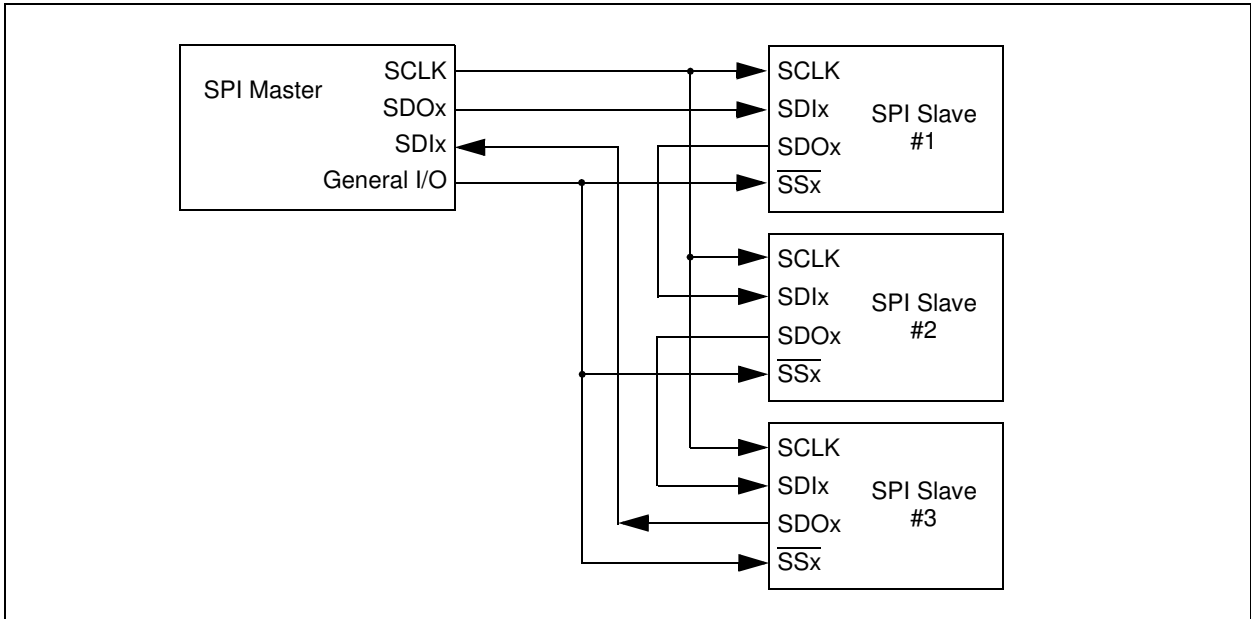 SPI Master
SCLK
SDOx
SDIx
General I/O
SCLK
SDIx
SDOx
SSx
SPI Slave
#1
SCLK
SDIx
SDOx
SSx
SPI Slave
#2
SCLK
SDIx
SDOx
SSx
SPI Slave
#3